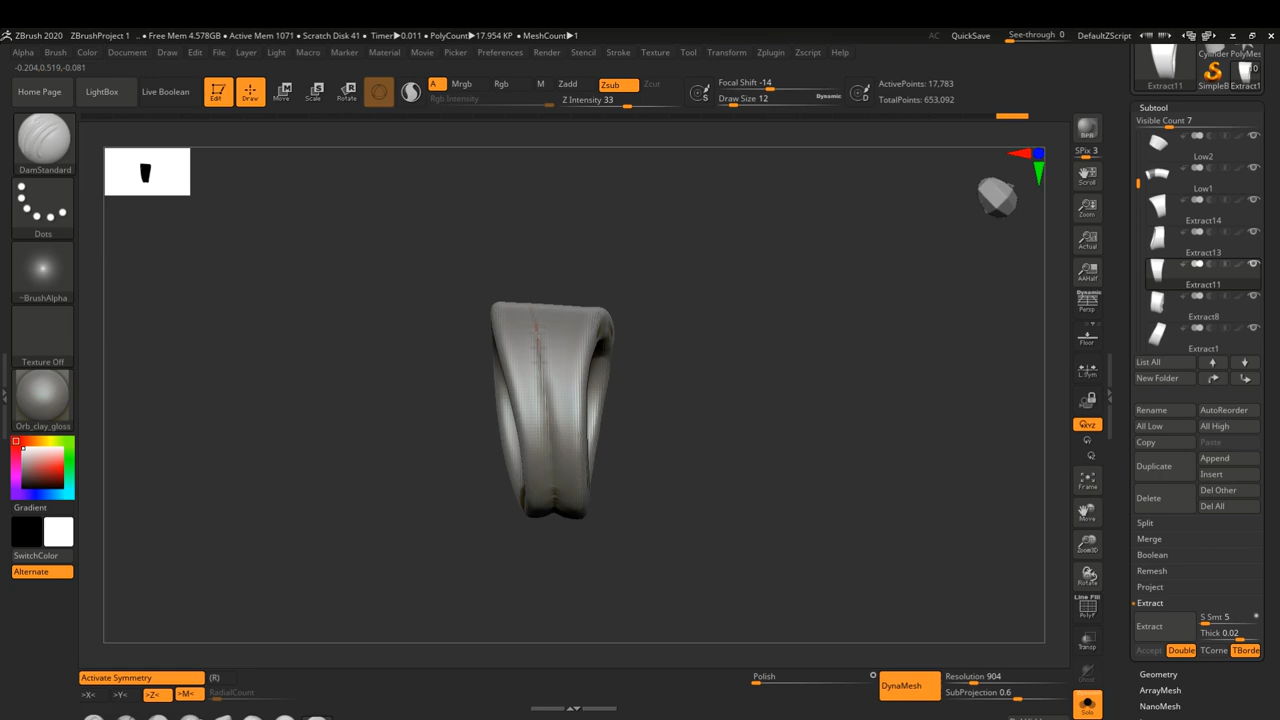 ZBrush 2020 ZBrushProject 1 .. • Free Mem 4.578GB • Active Mem 1071 • Scratch Disk 41 • Timer▶0.011 • PolyCount▶17.954 KP • MeshCount▶1 AC QuickSave See-through 0 DefaultZScript
Alpha Brush Color Document Draw Edit File Layer Light Macro Marker Material Movie Picker Preferences Render Stencil Stroke Texture Tool Transform Zplugin Zscript Help
-0.204,0.519,-0.081
Home Page LightBox Live Boolean Edit Draw Move Scale Rotate A Mrgb Rgb M Zadd Zsub Zcut
Rgb Intensity Z Intensity 33
Focal Shift -14
Draw Size 12 Dynamic
ActivePoints: 17,783
TotalPoints: 653,092
S D
DamStandard
Dots
~BrushAlpha
Texture Off
Orb_clay_gloss
Gradient
SwitchColor
Alternate
BPR
SPix 3
Scroll
Zoom
Actual
AAHalf
Dynamic
Persp
Floor
L.Sym
XYZ
Frame
Move
Zoom3D
Rotate
Line Fill
PolyF
Transp
Ghost
Solo
Cylinder PolyMes
Extract11 SimpleB Extract1
Subtool
Visible Count 7
Low2
Low1
Extract14
Extract13
Extract11
Extract8
Extract1
List All
New Folder
Rename AutoReorder
All Low All High
Copy Paste
Duplicate Append
Insert
Delete Del Other
Del All
Split
Merge
Boolean
Remesh
Project
Extract
Extract S Smt 5
Thick 0.02
Accept Double TCorne TBorde
Geometry
ArrayMesh
NanoMesh
Activate Symmetry (R)
>X< >Y< >Z< >M< RadialCount
Polish
DynaMesh
Resolution 904
SubProjection 0.6